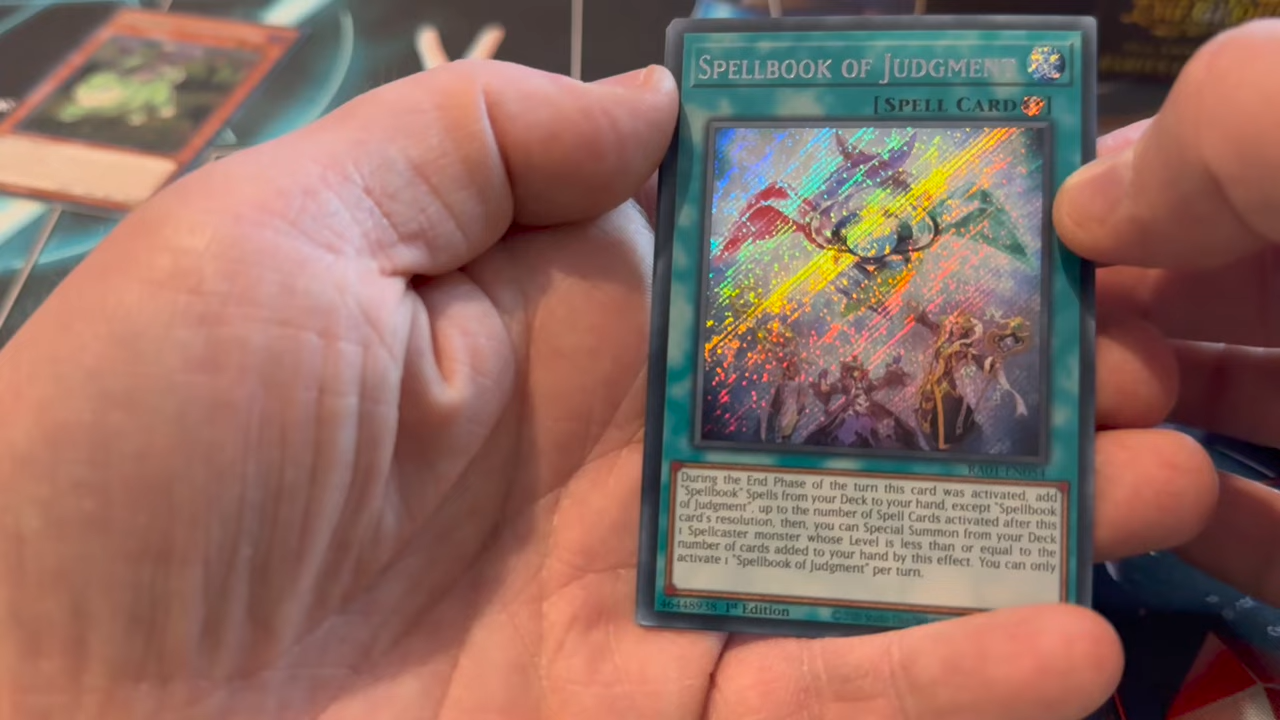 SPELLBOOK OF JUDGMENT
[SPELL CARD]
RA01-EN054
During the End Phase of the turn this card was activated, add
"Spellbook" Spells from your Deck to your hand, except "Spellbook
of Judgment", up to the number of Spell Cards activated after this
card's resolution, then, you can Special Summon from your Deck
1 Spellcaster monster whose Level is less than or equal to the
number of cards added to your hand by this effect. You can only
activate 1 "Spellbook of Judgment" per turn.
46448938 1st Edition